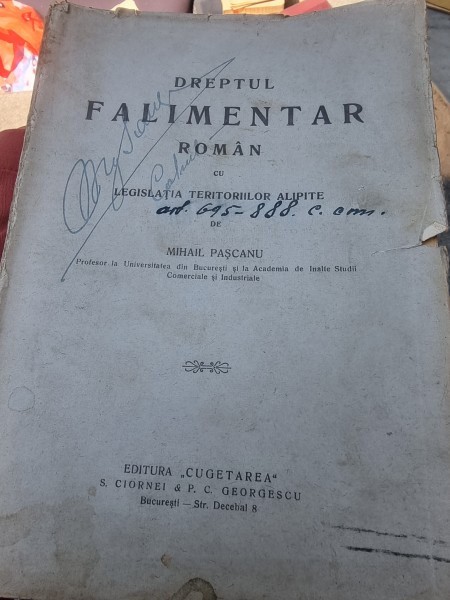 DREPTUL
FALIMENTAR
ROMÂN
CU
LEGISLAȚIA TERITORIILOR ALIPITE
art. 695-888. c. com.
DE
MIHAIL PAȘCANU
Profesor la Universitatea din București și la Academia de Inalte Studii
Comerciale și Industriale
EDITURA „CUGETAREA“
S. CIORNEI & P. C. GEORGESCU
București — Str. Decebal 8